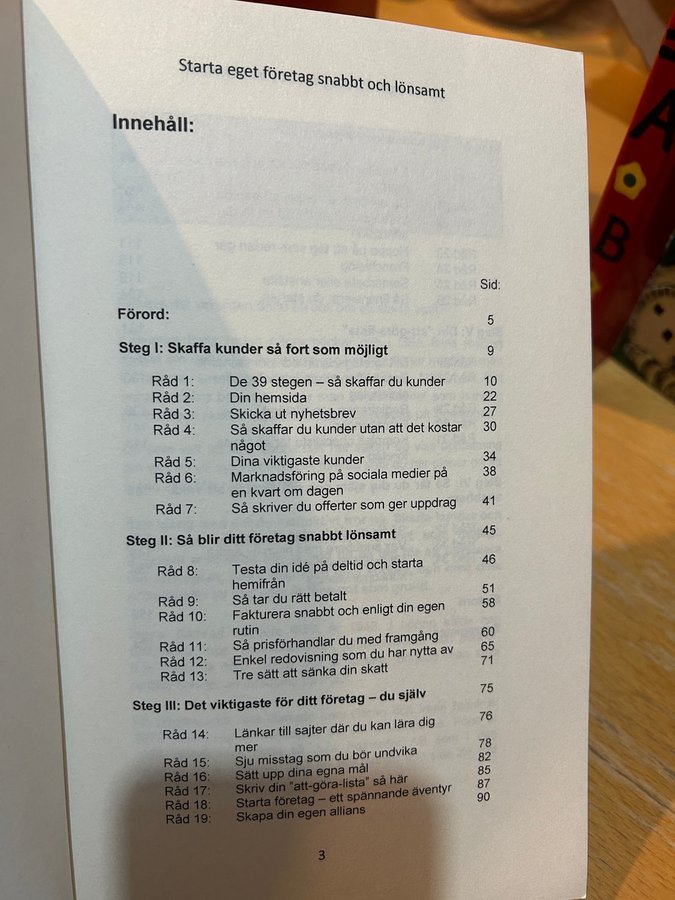 Starta eget företag snabbt och lönsamt
Innehåll:
Sid:
Förord: 5
Steg I: Skaffa kunder så fort som möjligt 9
Råd 1: De 39 stegen – så skaffar du kunder 10
Råd 2: Din hemsida 22
Råd 3: Skicka ut nyhetsbrev 27
Råd 4: Så skaffar du kunder utan att det kostar 30
något
Råd 5: Dina viktigaste kunder 34
Råd 6: Marknadsföring på sociala medier på 38
en kvart om dagen
Råd 7: Så skriver du offerter som ger uppdrag 41
Steg II: Så blir ditt företag snabbt lönsamt 45
Råd 8: Testa din idé på deltid och starta 46
hemifrån
Råd 9: Så tar du rätt betalt 51
Råd 10: Fakturera snabbt och enligt din egen 58
rutin
Råd 11: Så prisförhandlar du med framgång 60
Råd 12: Enkel redovisning som du har nytta av 65
Råd 13: Tre sätt att sänka din skatt 71
Steg III: Det viktigaste för ditt företag – du själv 75
Råd 14: Länkar till sajter där du kan lära dig 76
mer
Råd 15: Sju misstag som du bör undvika 78
Råd 16: Sätt upp dina egna mål 82
Råd 17: Skriv din "att-göra-lista" så här 85
Råd 18: Starta företag – ett spännande äventyr 87
Råd 19: Skapa din egen allians 90
3
A
B